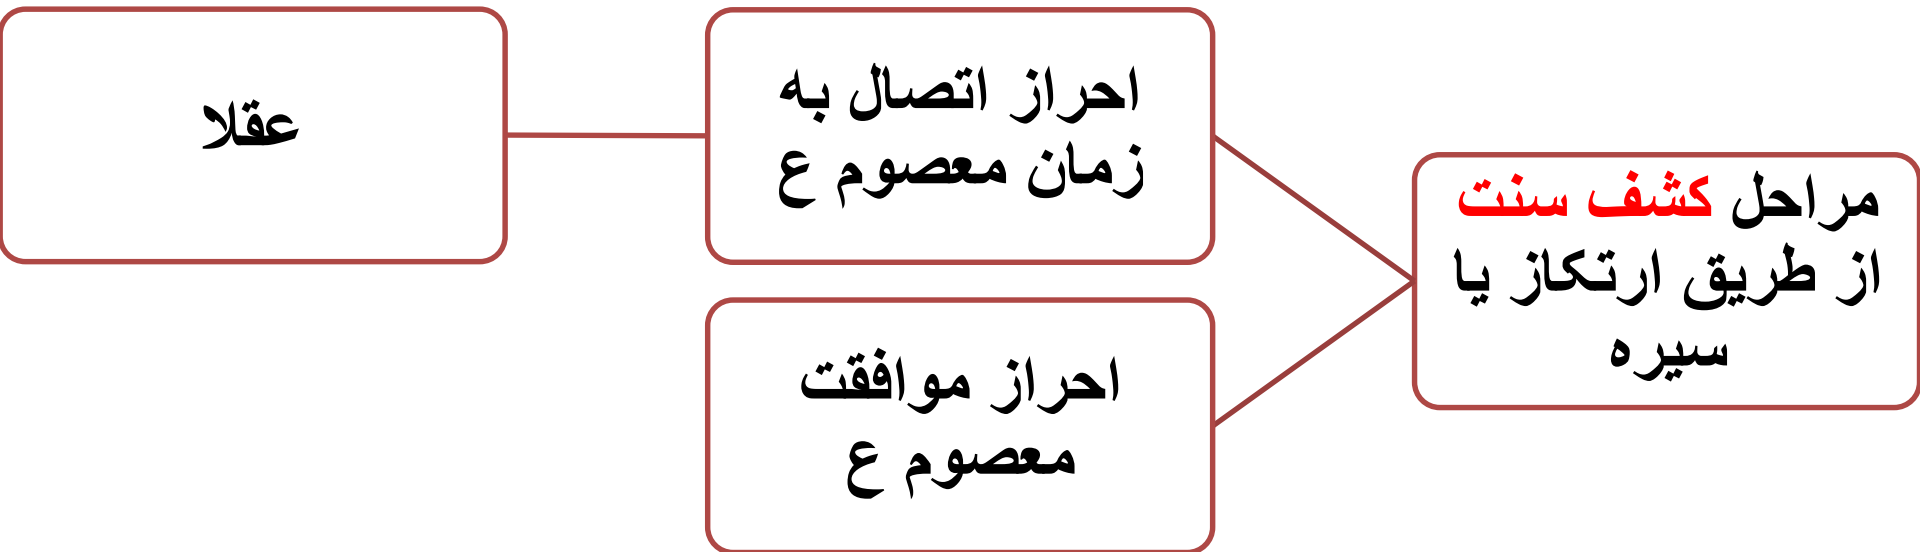 مراحل کشف سنت
از طریق ارتکاز یا
سیره
احراز اتصال به
زمان معصوم ع
عقلا
احراز موافقت
معصوم ع